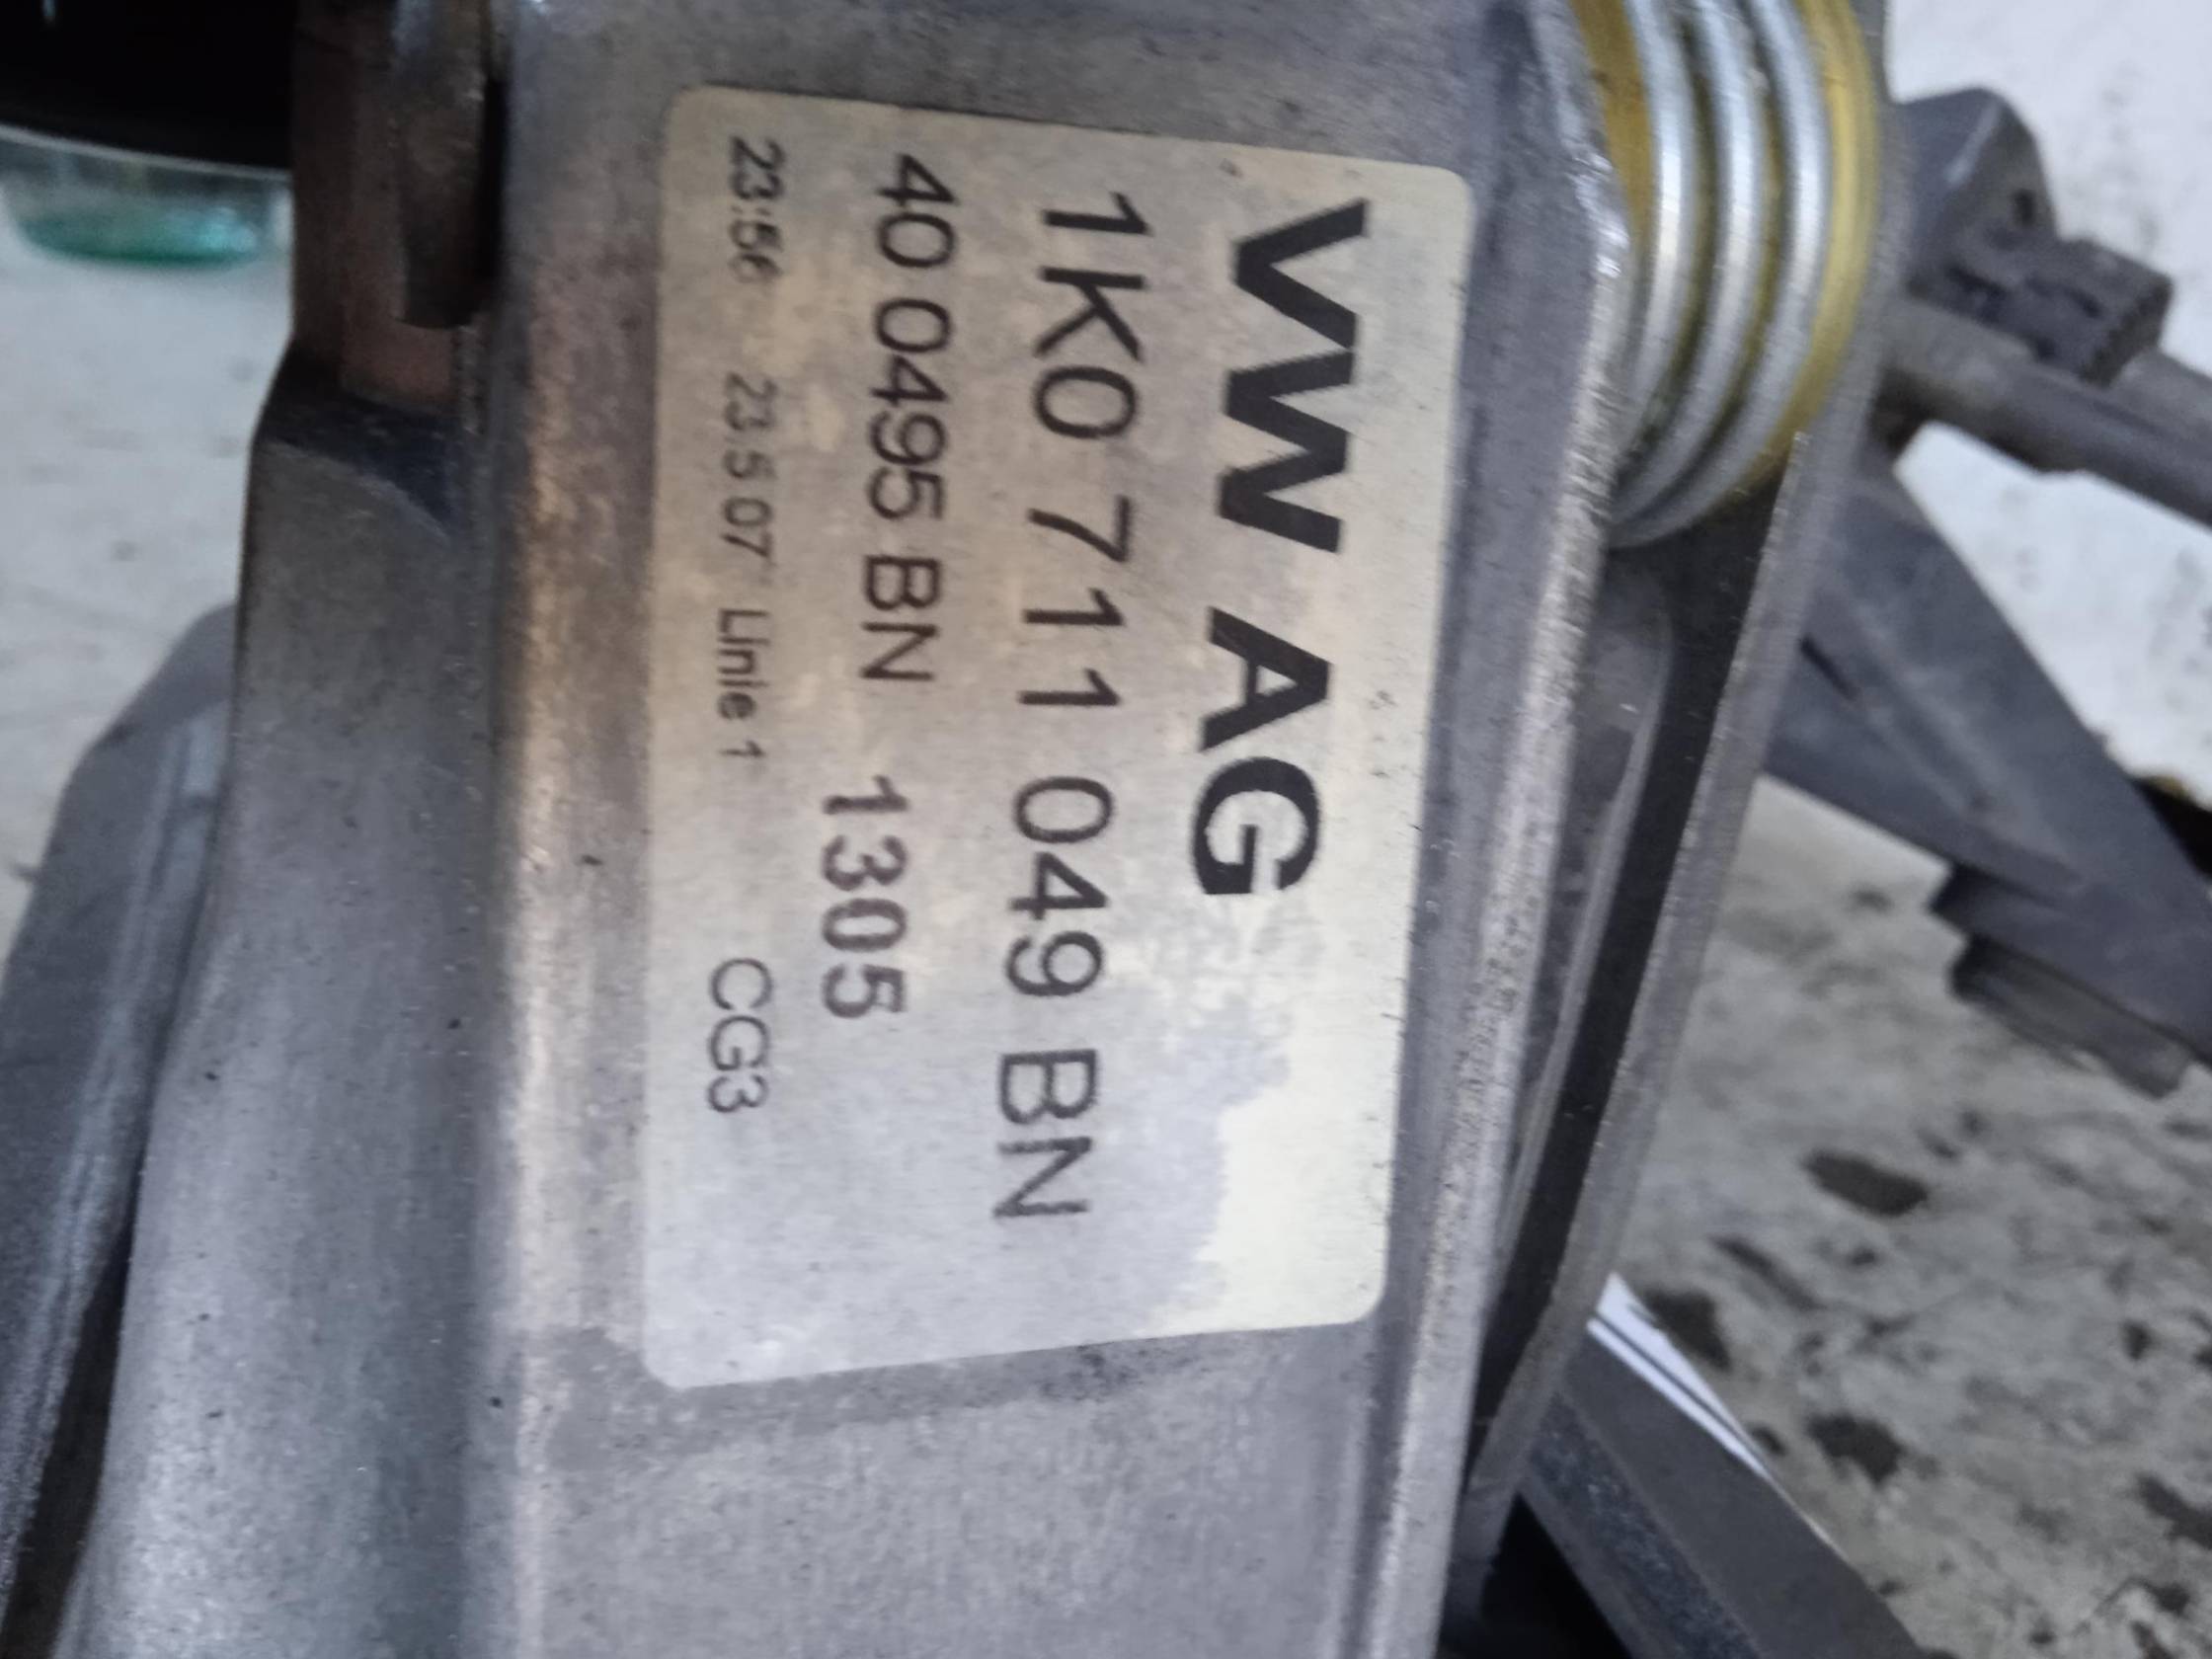 VW AG
1K0 711 049 BN
40 0495 BN 1305
23:56 23.5.07 Linie 1 CG3